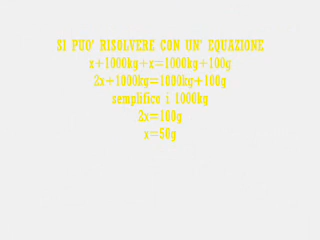 SI PUO' RISOLVERE CON UN' EQUAZIONE
x+1000kg+x=1000kg+100g
2x+1000kg=1000kg+100g
semplifico i 1000kg
2x=100g
x=50g